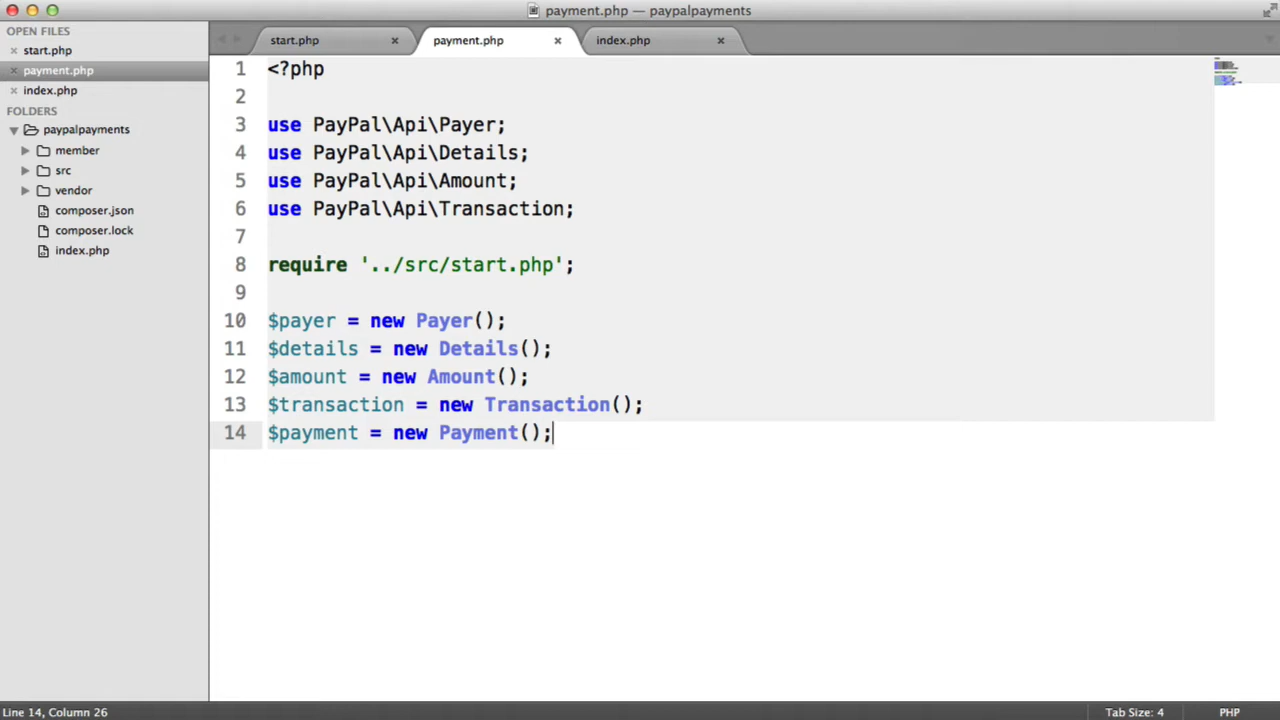 payment.php — paypalpayments
OPEN FILES
start.php
payment.php
index.php
FOLDERS
paypalpayments
member
src
vendor
composer.json
composer.lock
index.php
start.php
payment.php
index.php
1 <?php
2
3 use PayPal\Api\Payer;
4 use PayPal\Api\Details;
5 use PayPal\Api\Amount;
6 use PayPal\Api\Transaction;
7
8 require '../src/start.php';
9
10 $payer = new Payer();
11 $details = new Details();
12 $amount = new Amount();
13 $transaction = new Transaction();
14 $payment = new Payment();
Line 14, Column 26
Tab Size: 4
PHP